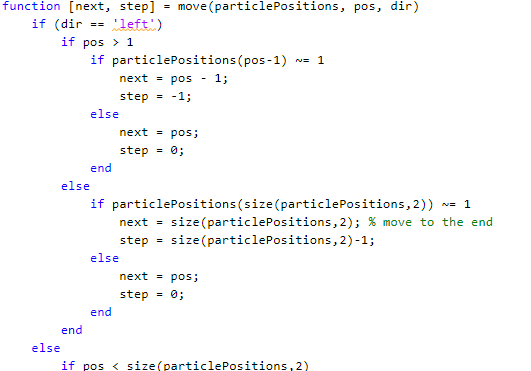 function [next, step] = move(particlePositions, pos, dir)
    if (dir == 'left')
        if pos > 1
            if particlePositions(pos-1) ~= 1
                next = pos - 1;
                step = -1;
            else
                next = pos;
                step = 0;
            end
        else
            if particlePositions(size(particlePositions,2)) ~= 1
                next = size(particlePositions,2); % move to the end
                step = size(particlePositions,2)-1;
            else
                next = pos;
                step = 0;
            end
        end
    else
        if pos < size(particlePositions,2)